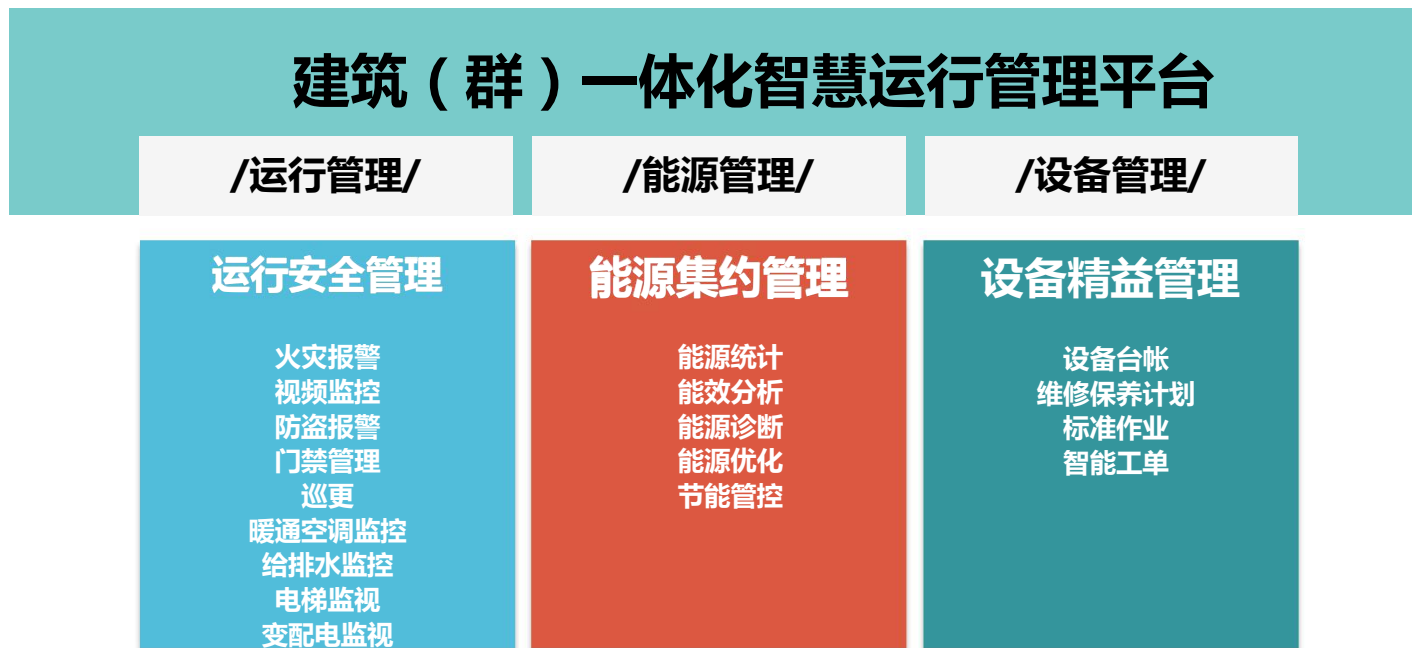 建筑（群）一体化智慧运行管理平台
/运行管理/
/能源管理/
/设备管理/
运行安全管理
火灾报警
视频监控
防盗报警
门禁管理
巡更
暖通空调监控
给排水监控
电梯监视
变配电监视
能源集约管理
能源统计
能效分析
能源诊断
能源优化
节能管控
设备精益管理
设备台帐
维修保养计划
标准作业
智能工单